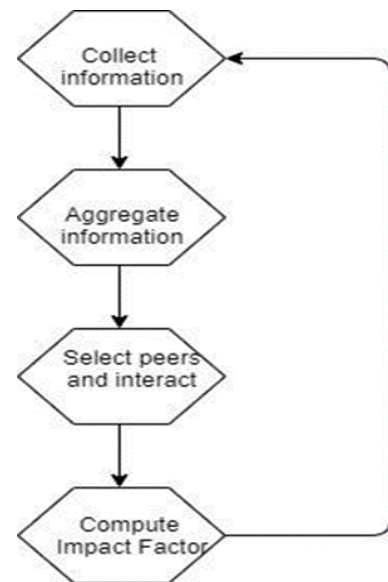 Collect
information
Aggregate
information
Select peers
and interact
Compute
Impact Factor